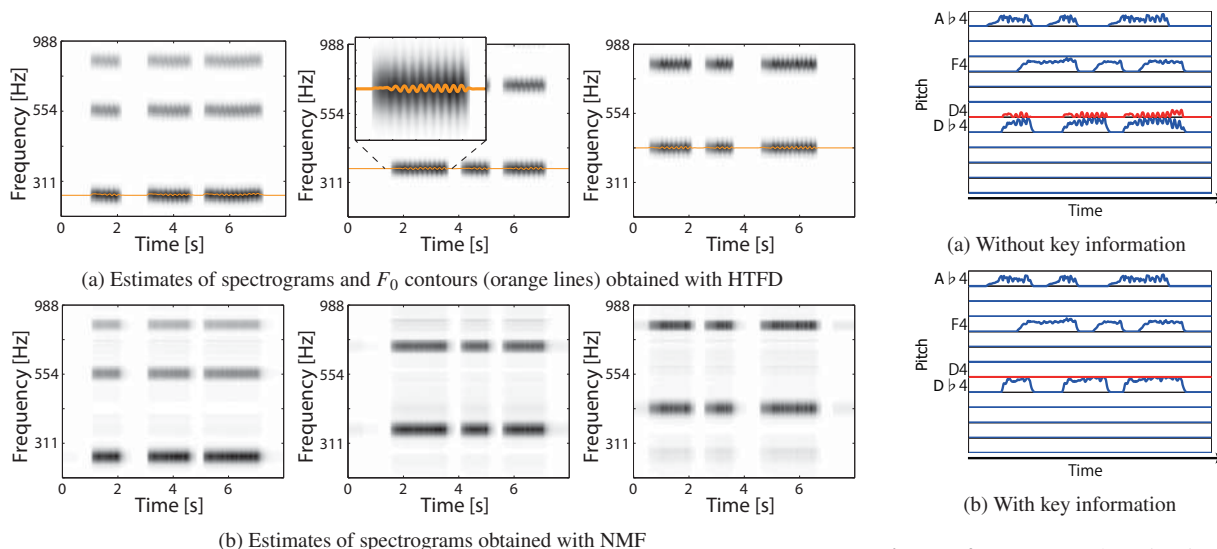 988
554
311
Frequency [Hz]
0 2 4 6
Time [s]
988
554
311
Frequency [Hz]
0 2 4 6
Time [s]
988
554
311
Frequency [Hz]
0 2 4 6
Time [s]
(a) Estimates of spectrograms and F₀ contours (orange lines) obtained with HTFD
988
554
311
Frequency [Hz]
0 2 4 6
Time [s]
988
554
311
Frequency [Hz]
0 2 4 6
Time [s]
988
554
311
Frequency [Hz]
0 2 4 6
Time [s]
(b) Estimates of spectrograms obtained with NMF
A♭4
F4
D4
D♭4
Pitch
Time
(a) Without key information
A♭4
F4
D4
D♭4
Pitch
Time
(b) With key information